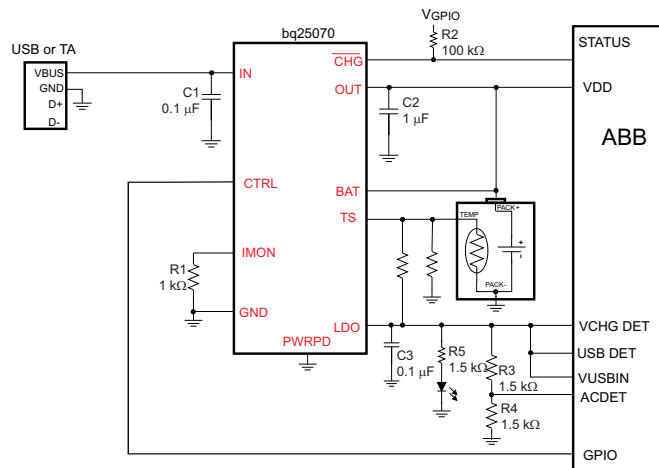 bq25070
USB or TA
VBUS
GND
D+
D-
C1
0.1 μF
IN
CTRL
IMON
GND
PWRPD
R1
1 kΩ
CHG
OUT
BAT
TS
LDO
VGPIO
R2
100 kΩ
C2
1 μF
TEMP
PACK+
+
-
PACK-
C3
0.1 μF
R5
1.5 kΩ
R3
1.5 kΩ
R4
1.5 kΩ
STATUS
VDD
ABB
VCHG DET
USB DET
VUSBIN
ACDET
GPIO